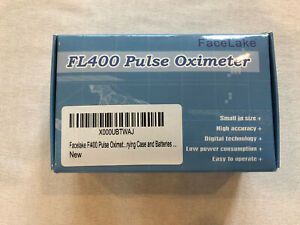 FaceLake
FL400 Pulse Oximeter
X000UBTWAJ
Facelake Fl400 Pulse Oximet...rying Case and Batteries ...
New
Small in size +
High accuracy +
Digital technology +
Low power consumption +
Easy to operate +